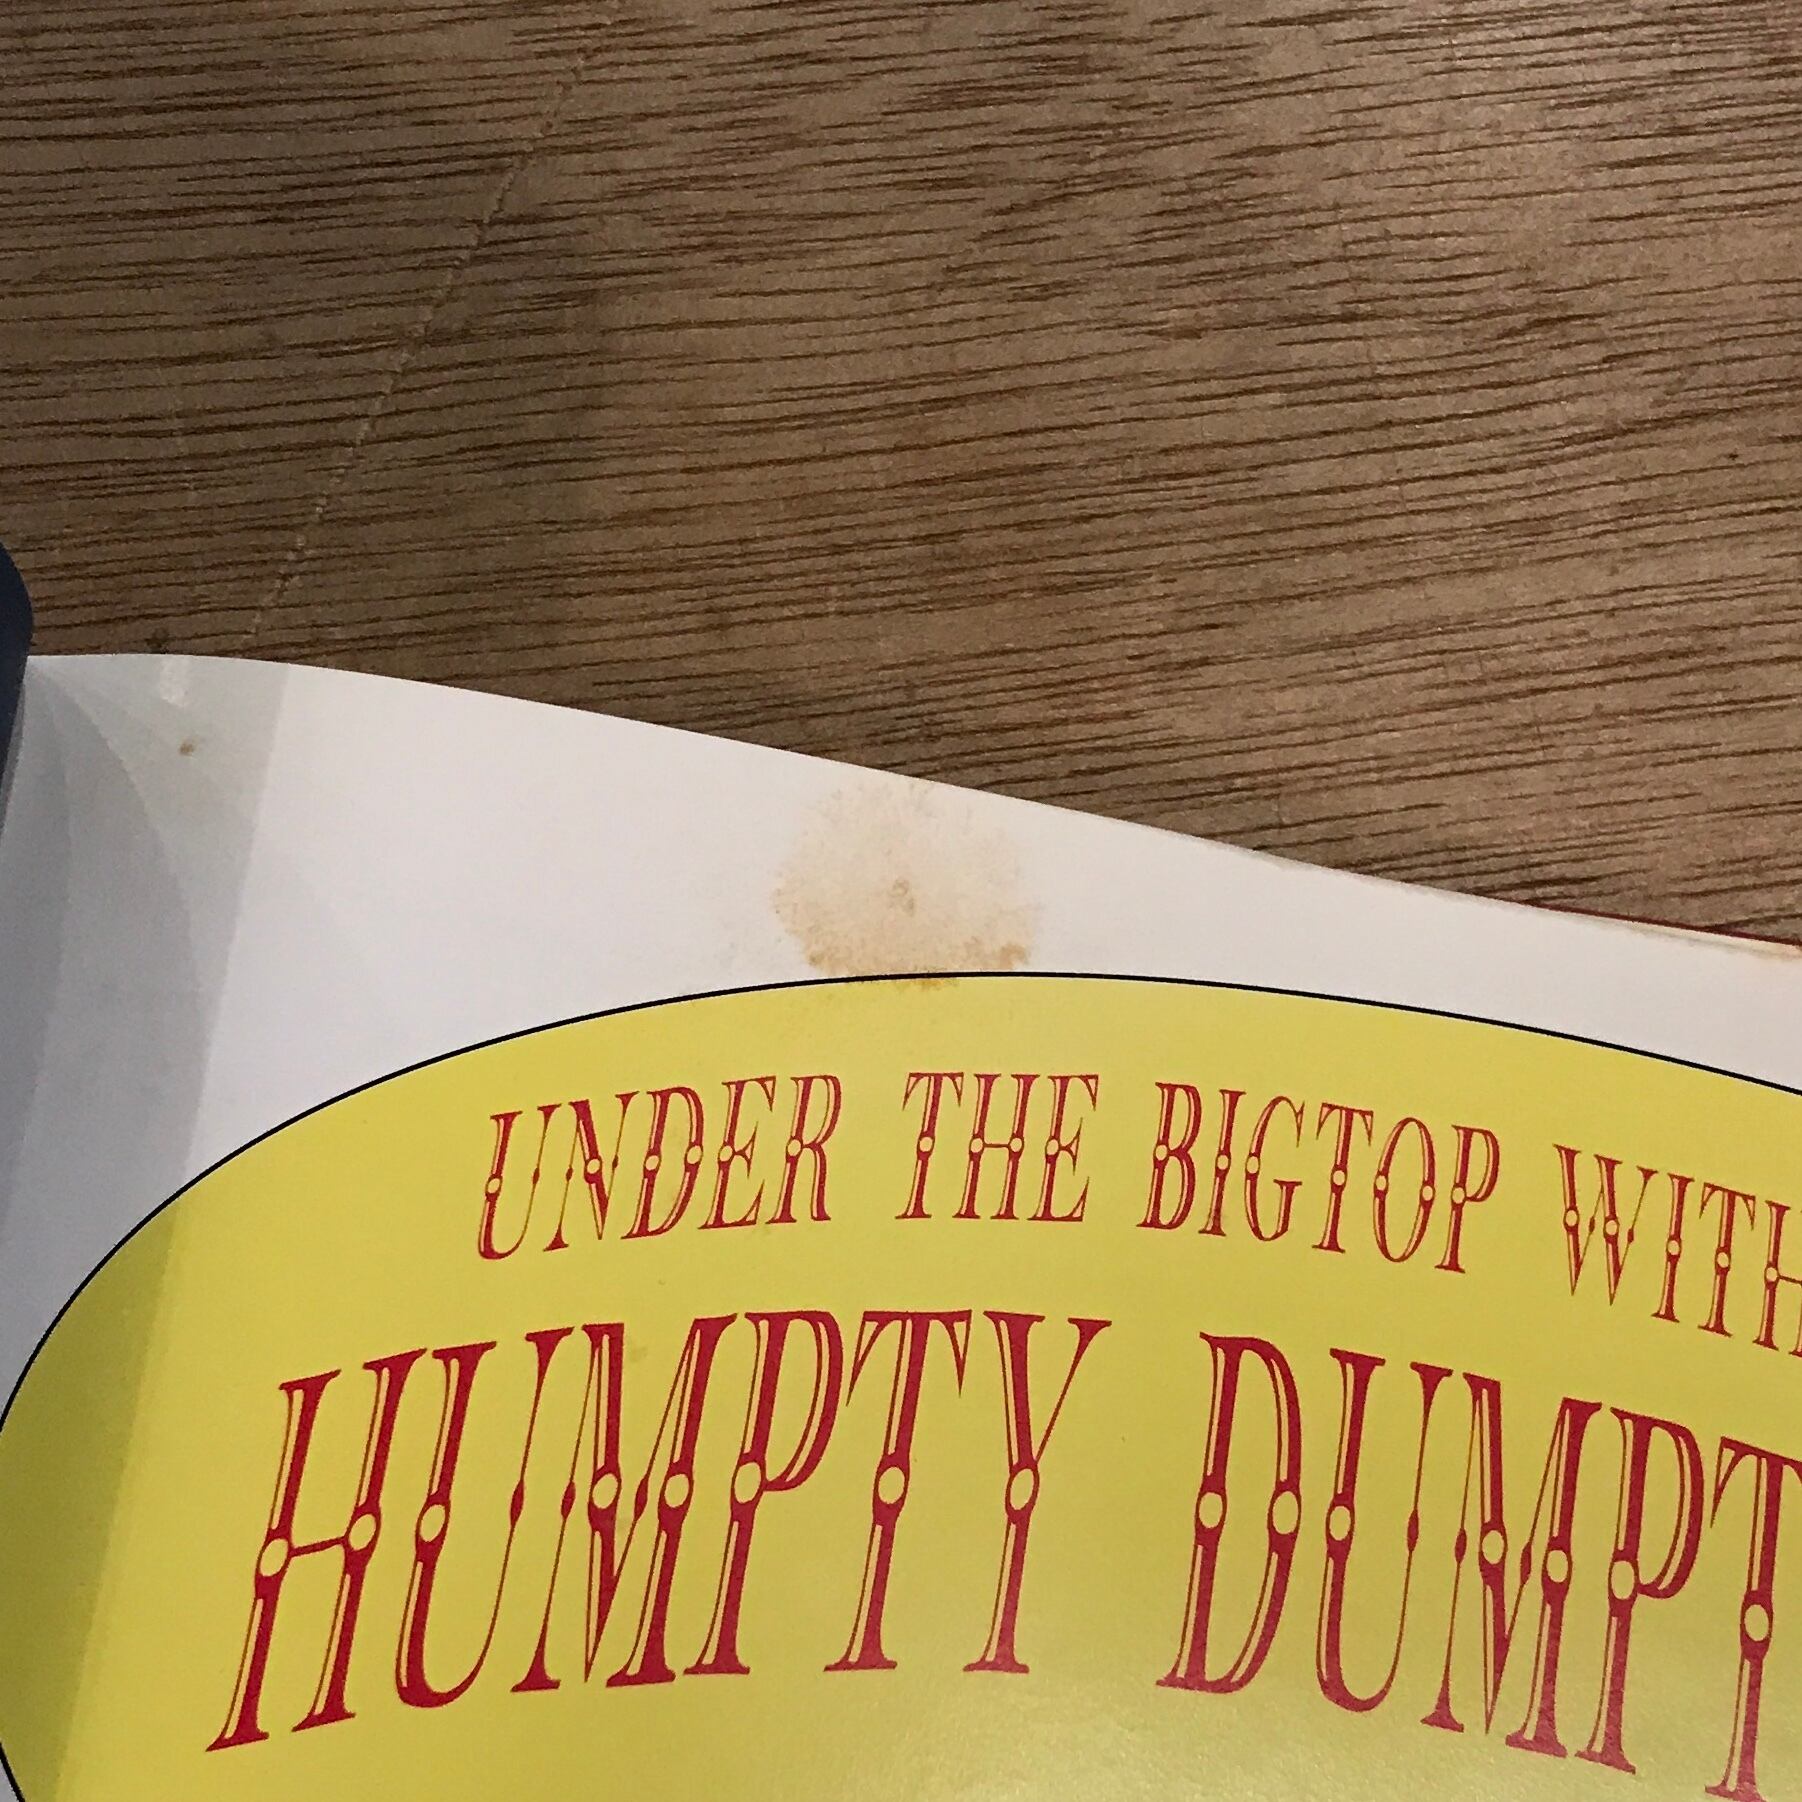 UNDER THE BIGTOP WITH
HUMPTY DUMPT